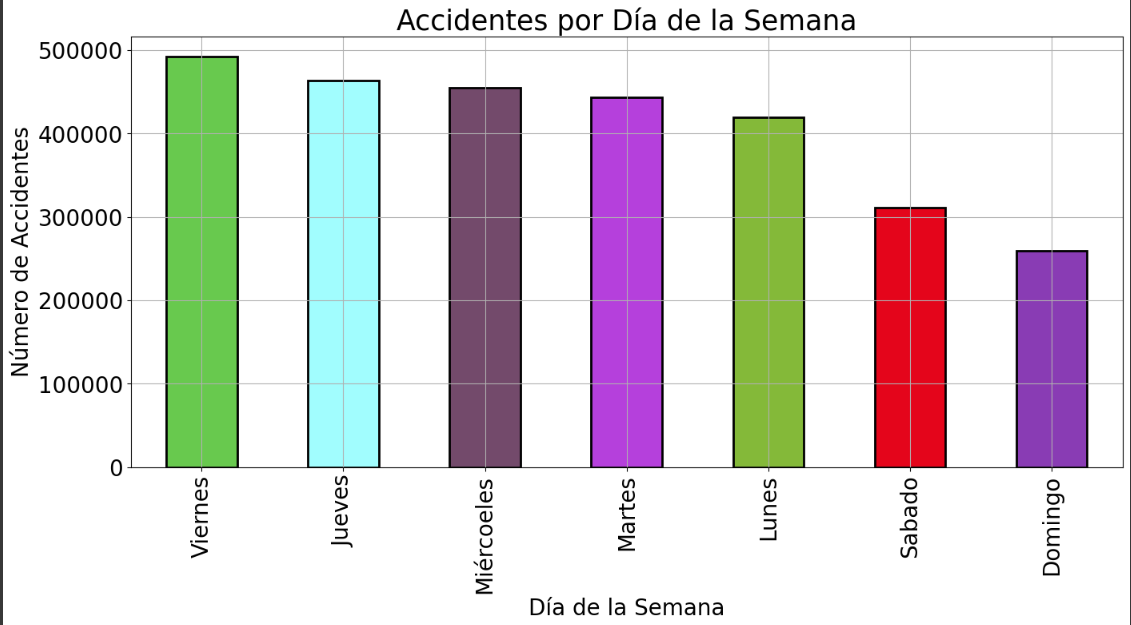 Accidentes por Día de la Semana
Número de Accidentes
500000
400000
300000
200000
100000
0
Viernes
Jueves
Miércoeles
Martes
Lunes
Sabado
Domingo
Día de la Semana